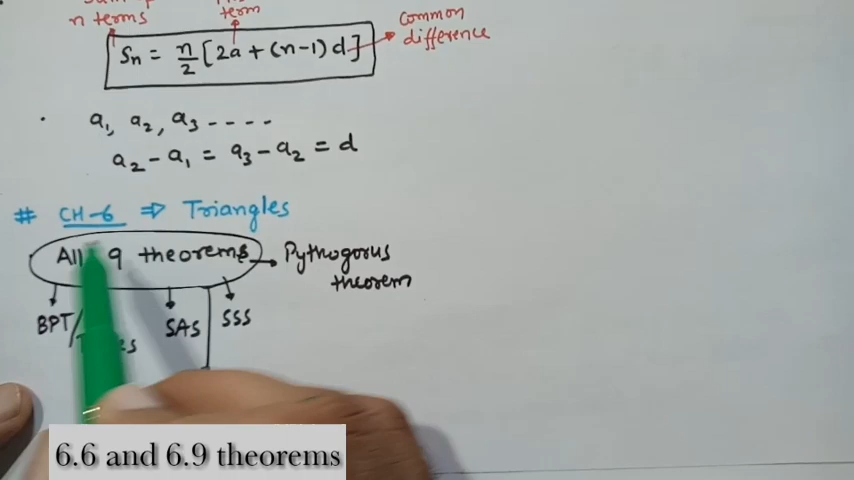 n terms
term
common
difference
Sn = n/2 [2a + (n-1) d]
a1, a2, a3 ----
a2 - a1 = a3 - a2 = d
# CH-6 ⇒ Triangles
All 9 theorems → Pythogorus
theorem
BPT/
SAS
SSS
6.6 and 6.9 theorems